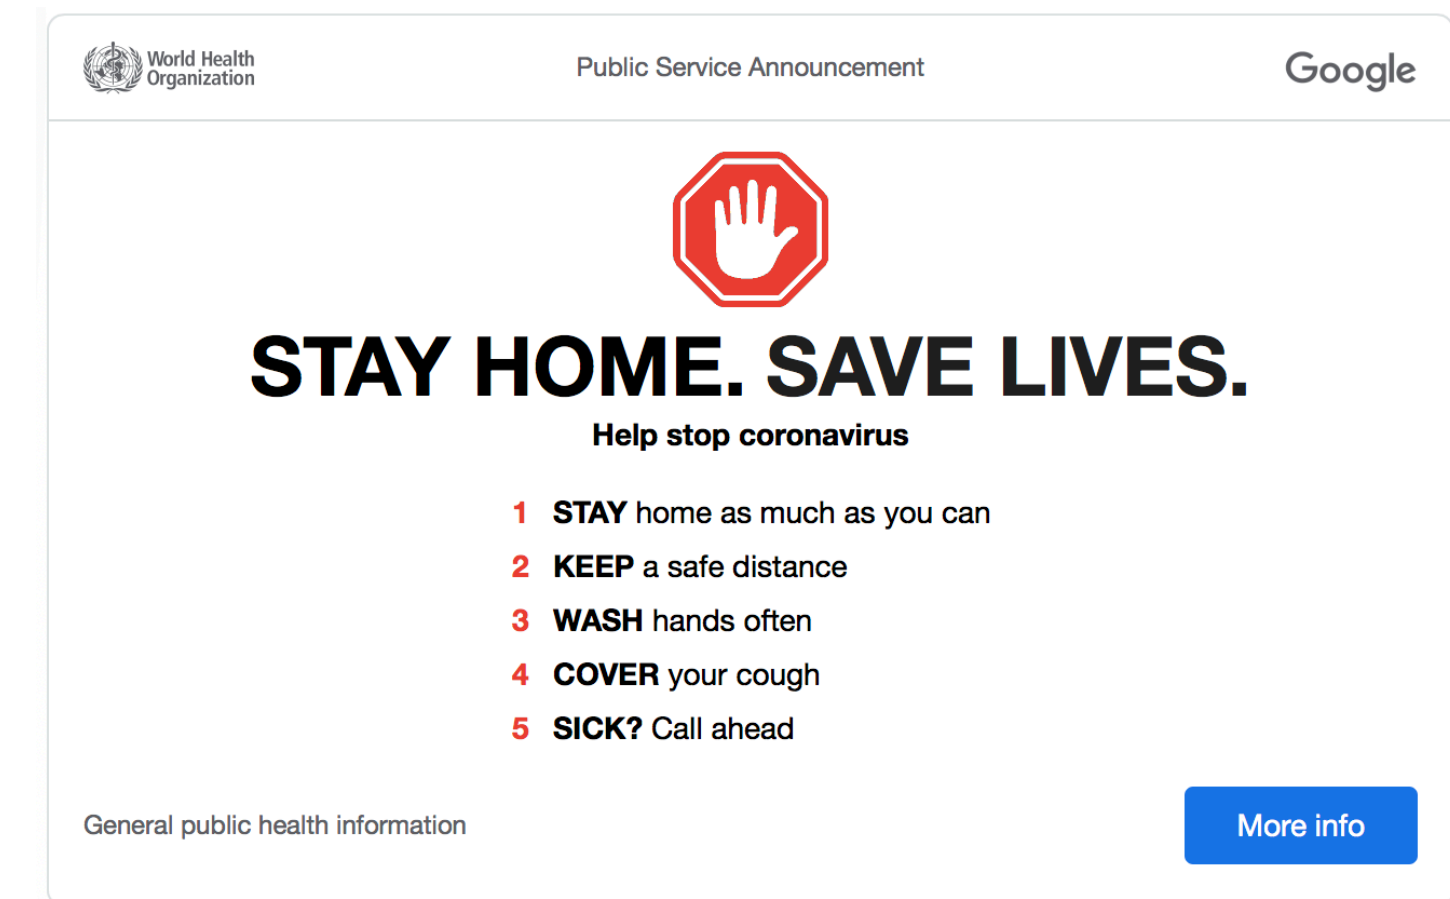 World Health
Organization
Public Service Announcement
Google
STAY HOME. SAVE LIVES.
Help stop coronavirus
1 STAY home as much as you can
2 KEEP a safe distance
3 WASH hands often
4 COVER your cough
5 SICK? Call ahead
General public health information
More info